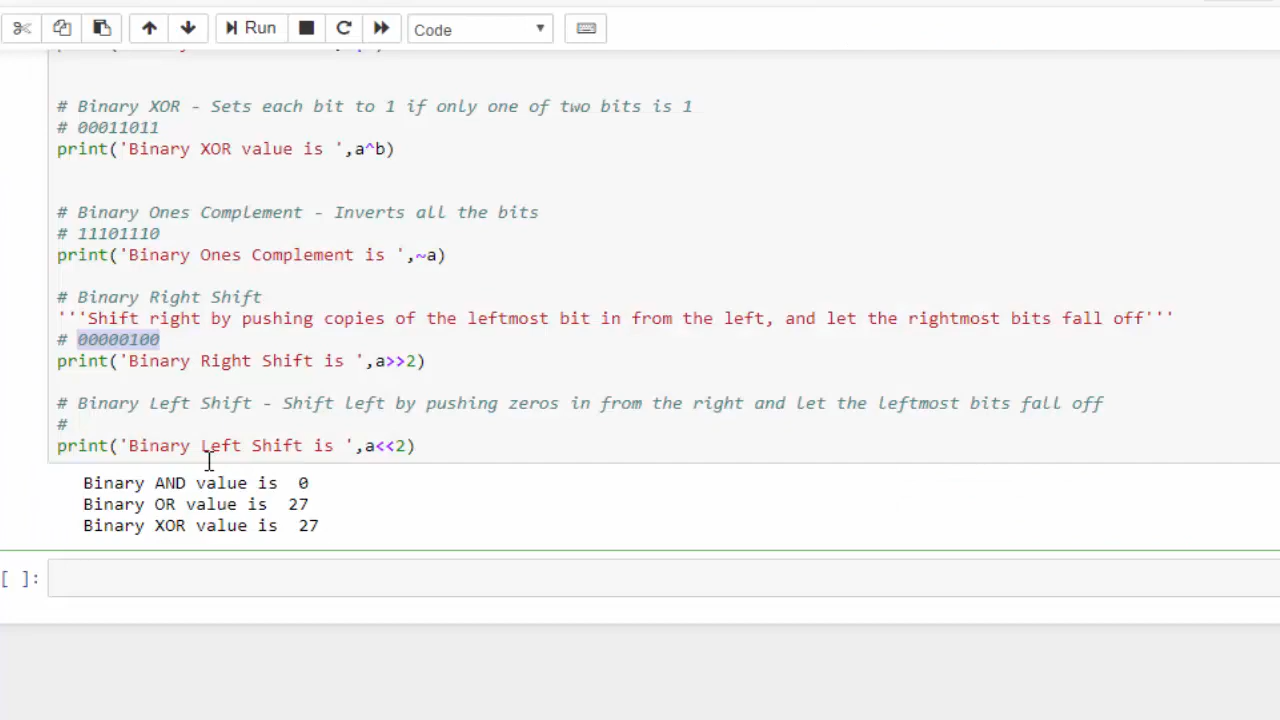 Run
Code
# Binary XOR - Sets each bit to 1 if only one of two bits is 1
# 00011011
print('Binary XOR value is ',a^b)
# Binary Ones Complement - Inverts all the bits
# 11101110
print('Binary Ones Complement is ',~a)
# Binary Right Shift
'''Shift right by pushing copies of the leftmost bit in from the left, and let the rightmost bits fall off'''
# 00000100
print('Binary Right Shift is ',a>>2)
# Binary Left Shift - Shift left by pushing zeros in from the right and let the leftmost bits fall off
#
print('Binary Left Shift is ',a<<2)
Binary AND value is  0
Binary OR value is  27
Binary XOR value is  27
[ ]: